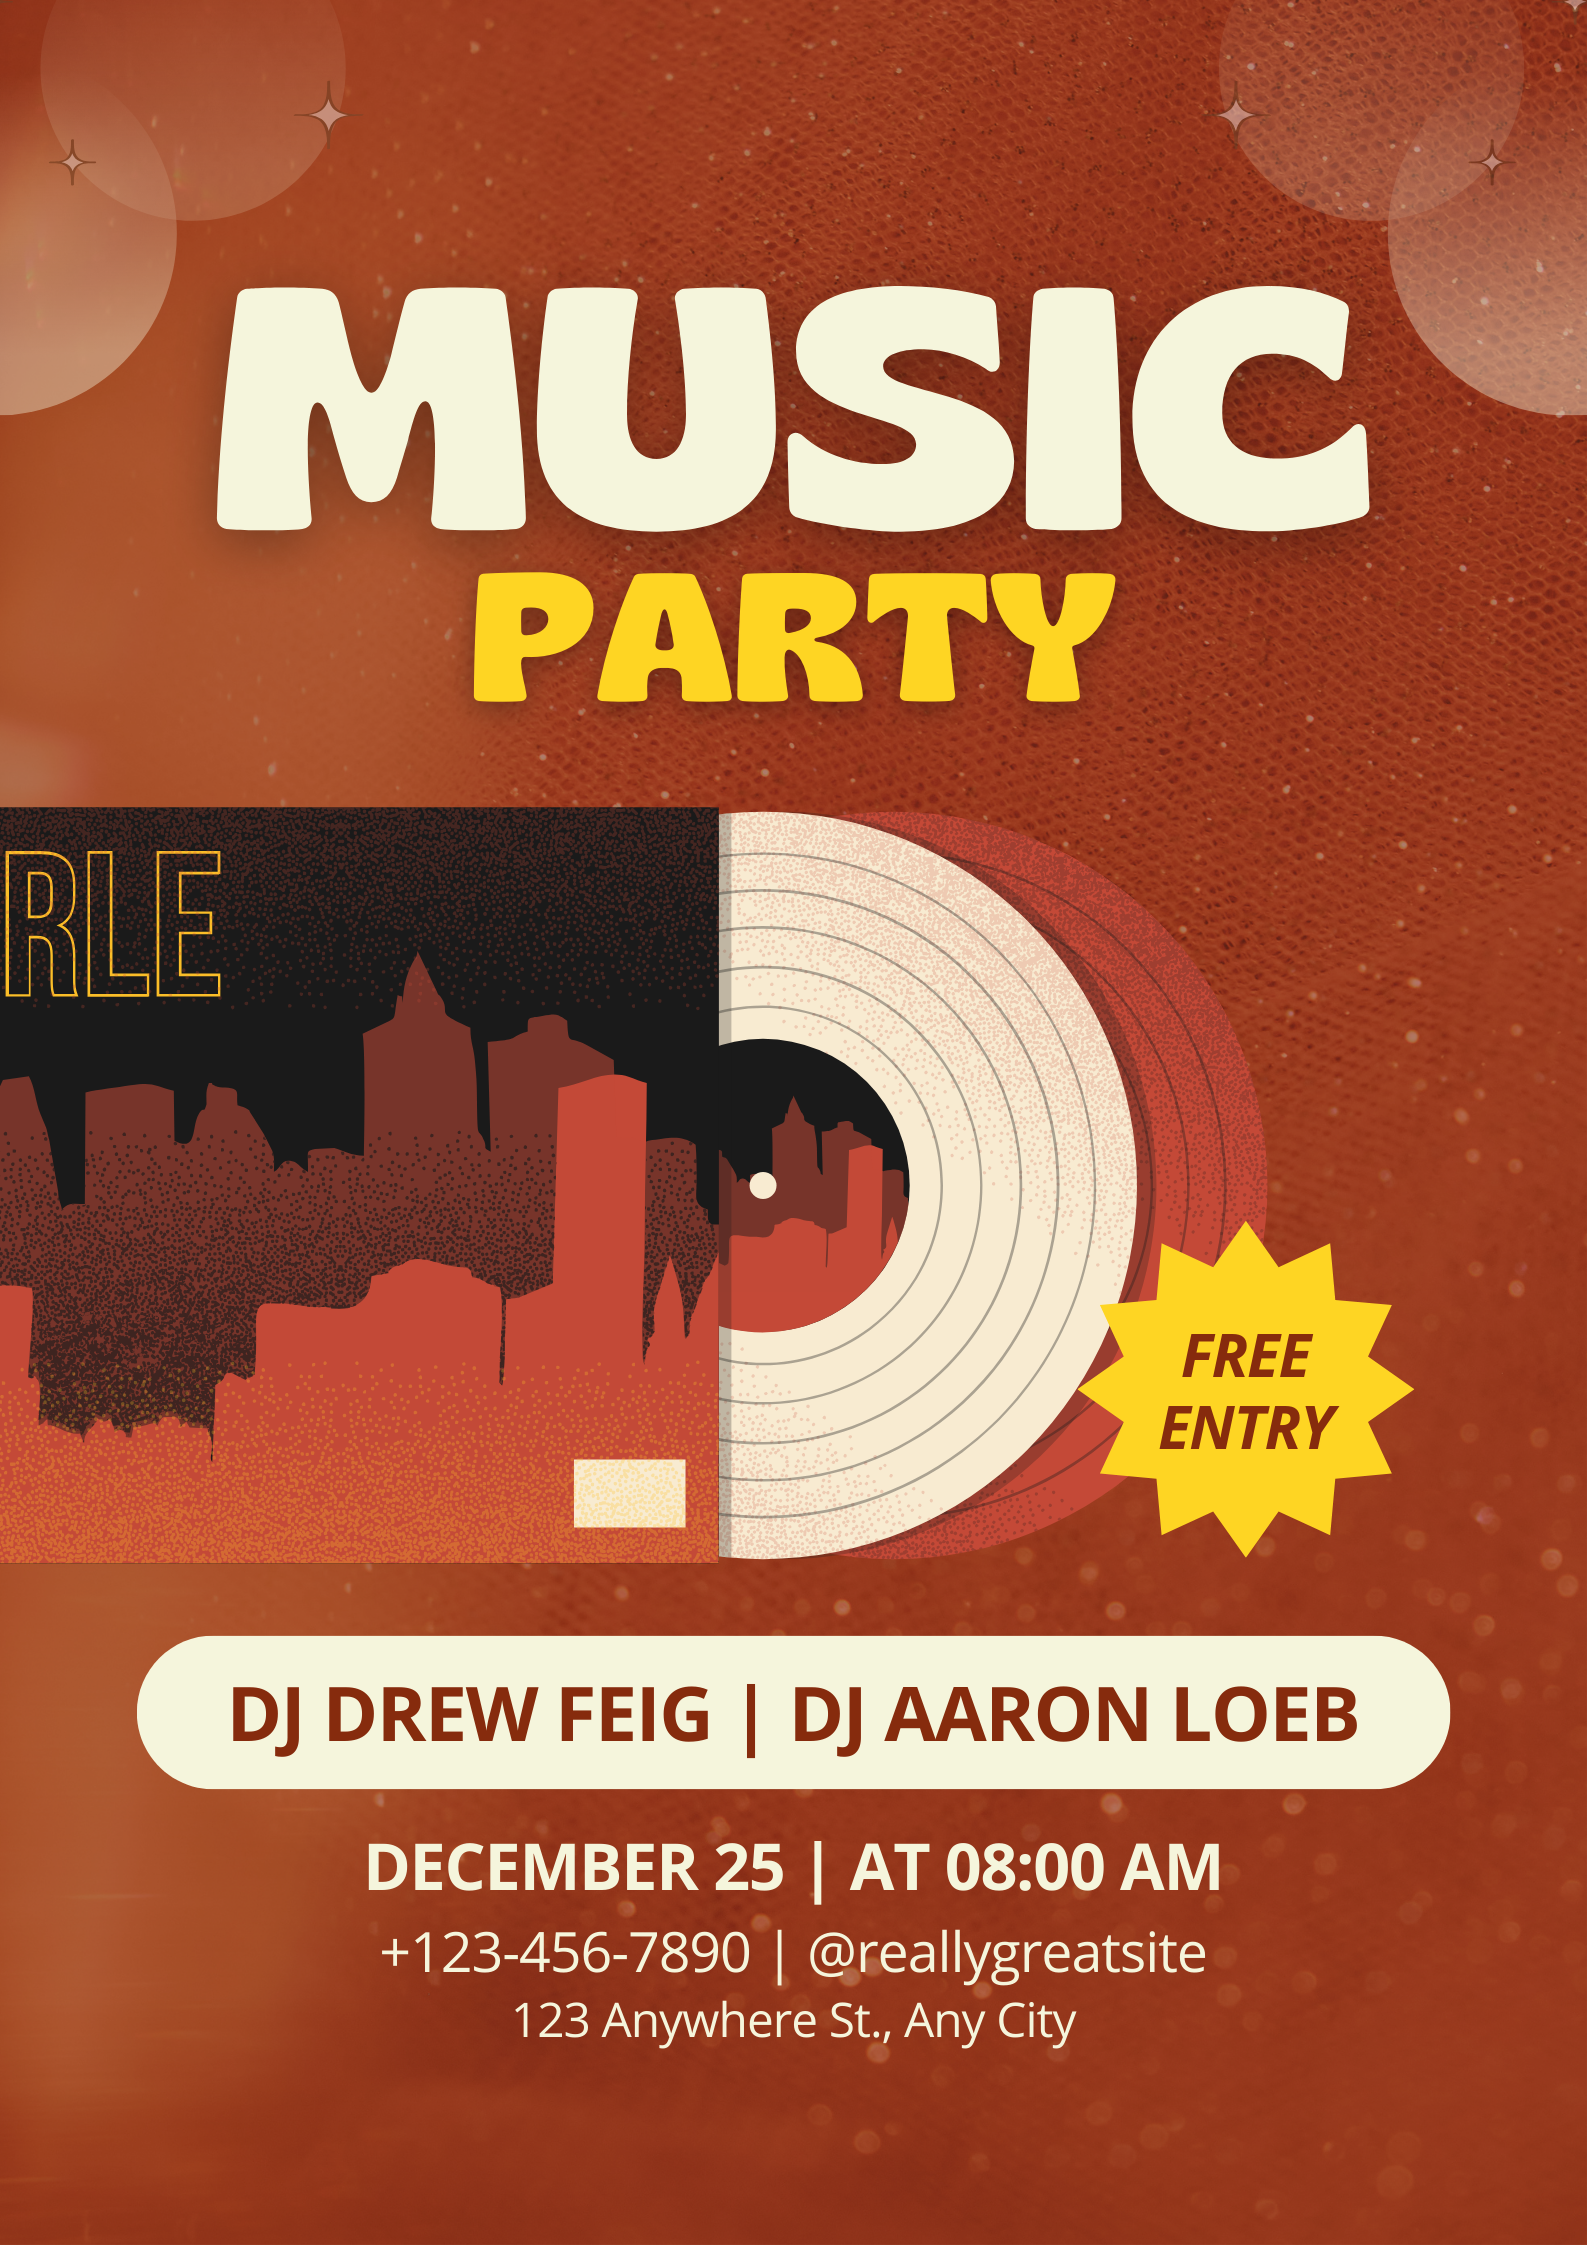 MUSIC
PARTY
RLE
FREE
ENTRY
DJ DREW FEIG | DJ AARON LOEB
DECEMBER 25 | AT 08:00 AM
+123-456-7890 | @reallygreatsite
123 Anywhere St., Any City